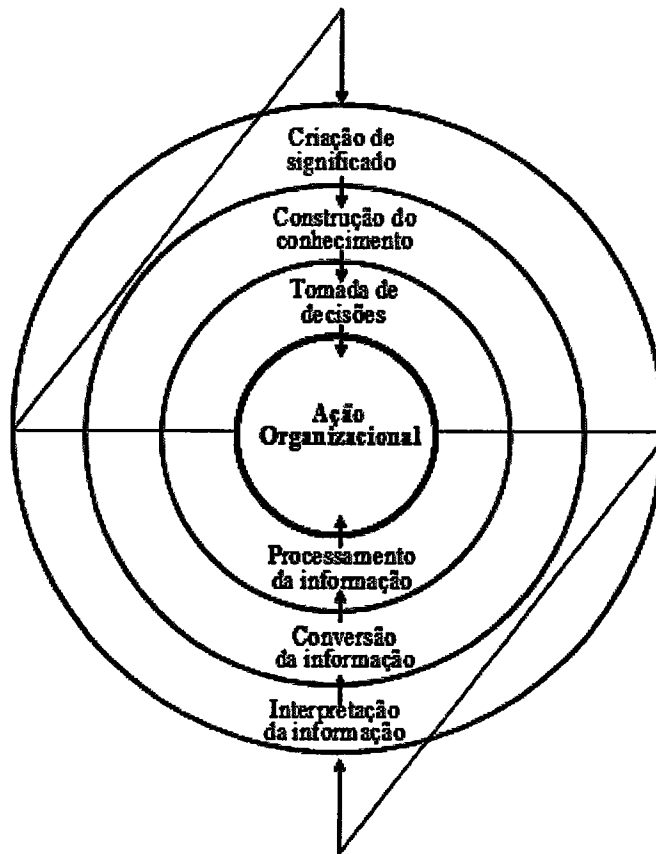 Criação de
significado
Construção do
conhecimento
Tomada de
decisões
Ação
Organizacional
Processamento
da informação
Conversão
da informação
Interpretação
da informação